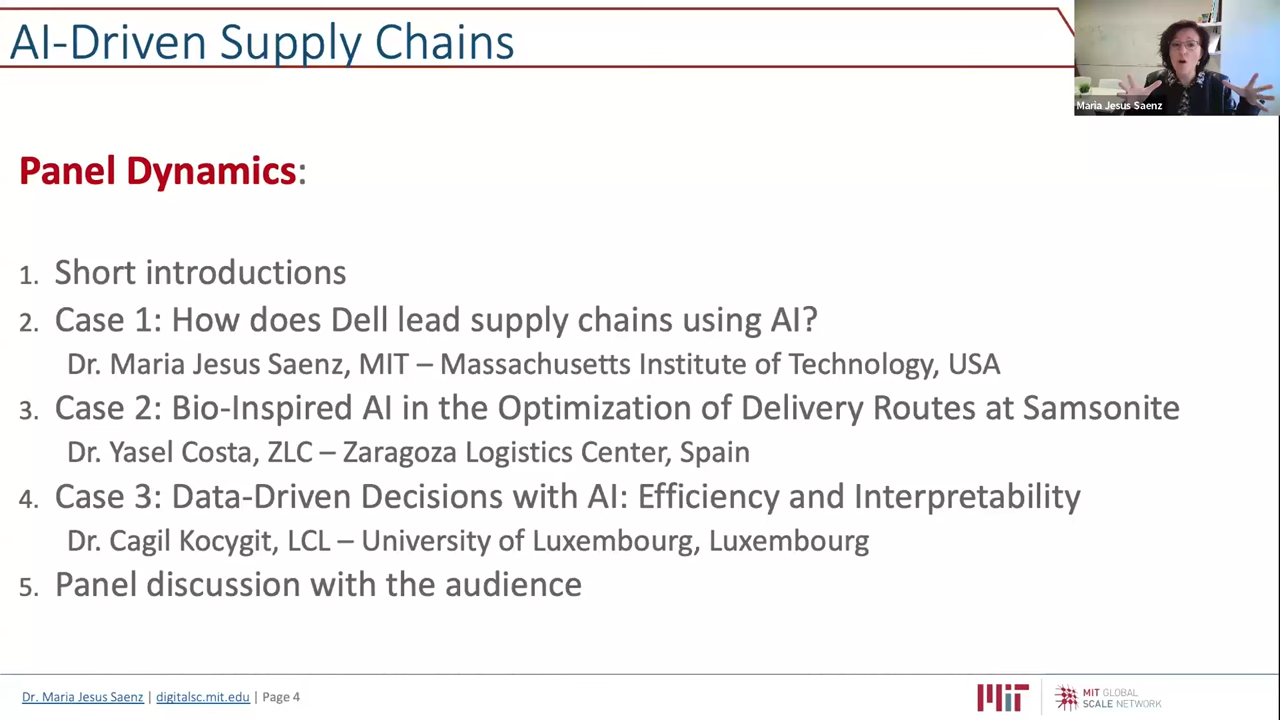 AI-Driven Supply Chains
Maria Jesus Saenz
Panel Dynamics:
1. Short introductions
2. Case 1: How does Dell lead supply chains using AI?
Dr. Maria Jesus Saenz, MIT – Massachusetts Institute of Technology, USA
3. Case 2: Bio-Inspired AI in the Optimization of Delivery Routes at Samsonite
Dr. Yasel Costa, ZLC – Zaragoza Logistics Center, Spain
4. Case 3: Data-Driven Decisions with AI: Efficiency and Interpretability
Dr. Cagil Kocygit, LCL – University of Luxembourg, Luxembourg
5. Panel discussion with the audience
Dr. Maria Jesus Saenz | digitalsc.mit.edu | Page 4
MIT
MIT GLOBAL
SCALE NETWORK